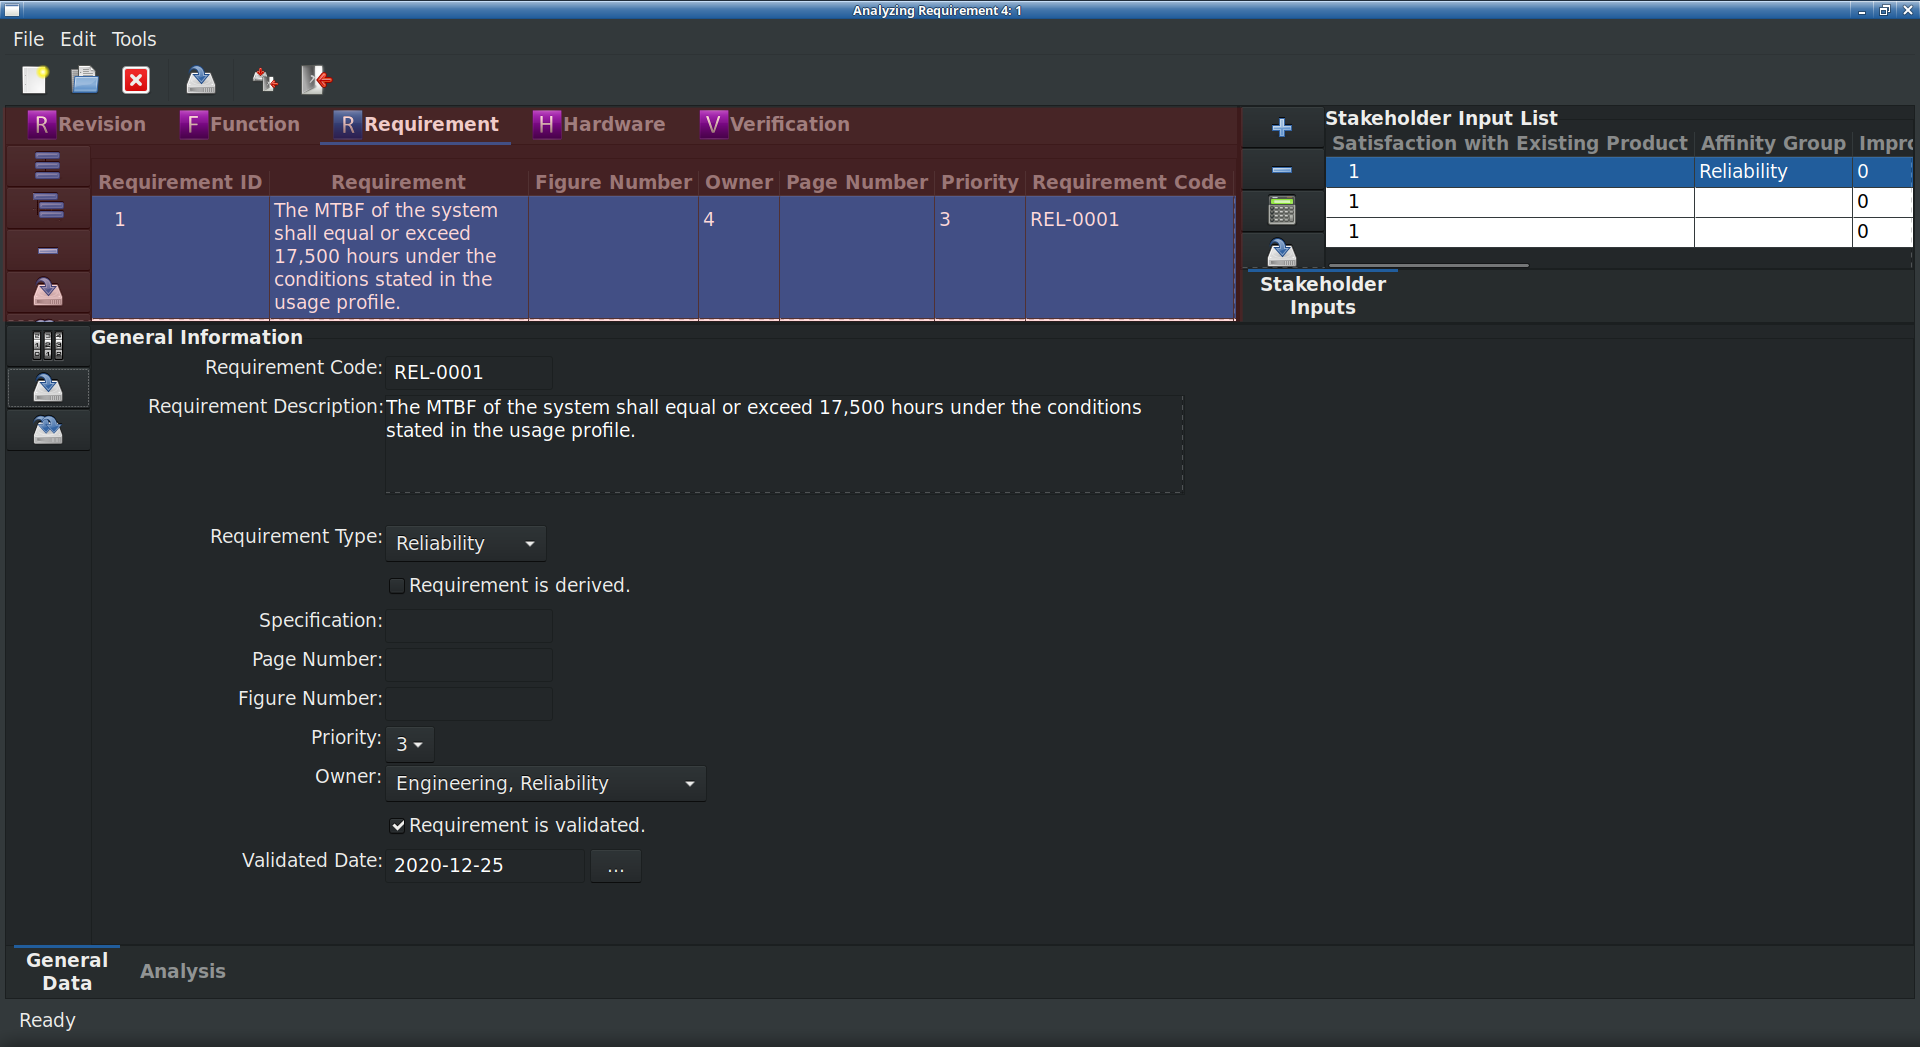 Analyzing Requirement 4: 1
File Edit Tools
R Revision F Function R Requirement H Hardware V Verification
Requirement ID Requirement Figure Number Owner Page Number Priority Requirement Code
1 The MTBF of the system 4 3 REL-0001
shall equal or exceed
17,500 hours under the
conditions stated in the
usage profile.
Stakeholder Input List
Satisfaction with Existing Product Affinity Group Impro
1 Reliability 0
1 0
1 0
Stakeholder
Inputs
General Information
Requirement Code: REL-0001
Requirement Description: The MTBF of the system shall equal or exceed 17,500 hours under the conditions
stated in the usage profile.
Requirement Type: Reliability
Requirement is derived.
Specification:
Page Number:
Figure Number:
Priority: 3
Owner: Engineering, Reliability
Requirement is validated.
Validated Date: 2020-12-25 ...
General
Data
Analysis
Ready